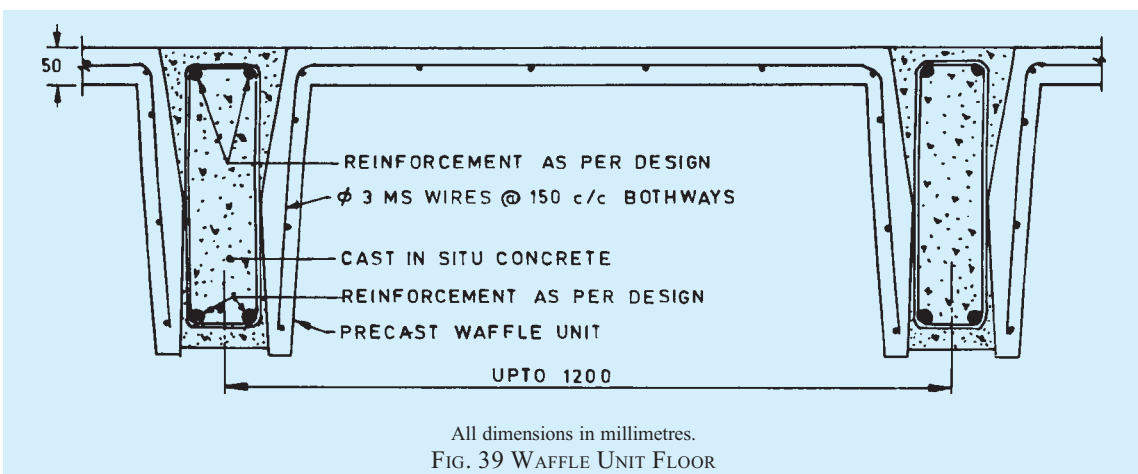 50
REINFORCEMENT AS PER DESIGN
ϕ 3 MS WIRES @ 150 c/c BOTHWAYS
CAST IN SITU CONCRETE
REINFORCEMENT AS PER DESIGN
PRECAST WAFFLE UNIT
UPTO 1200
All dimensions in millimetres.
FIG. 39 WAFFLE UNIT FLOOR